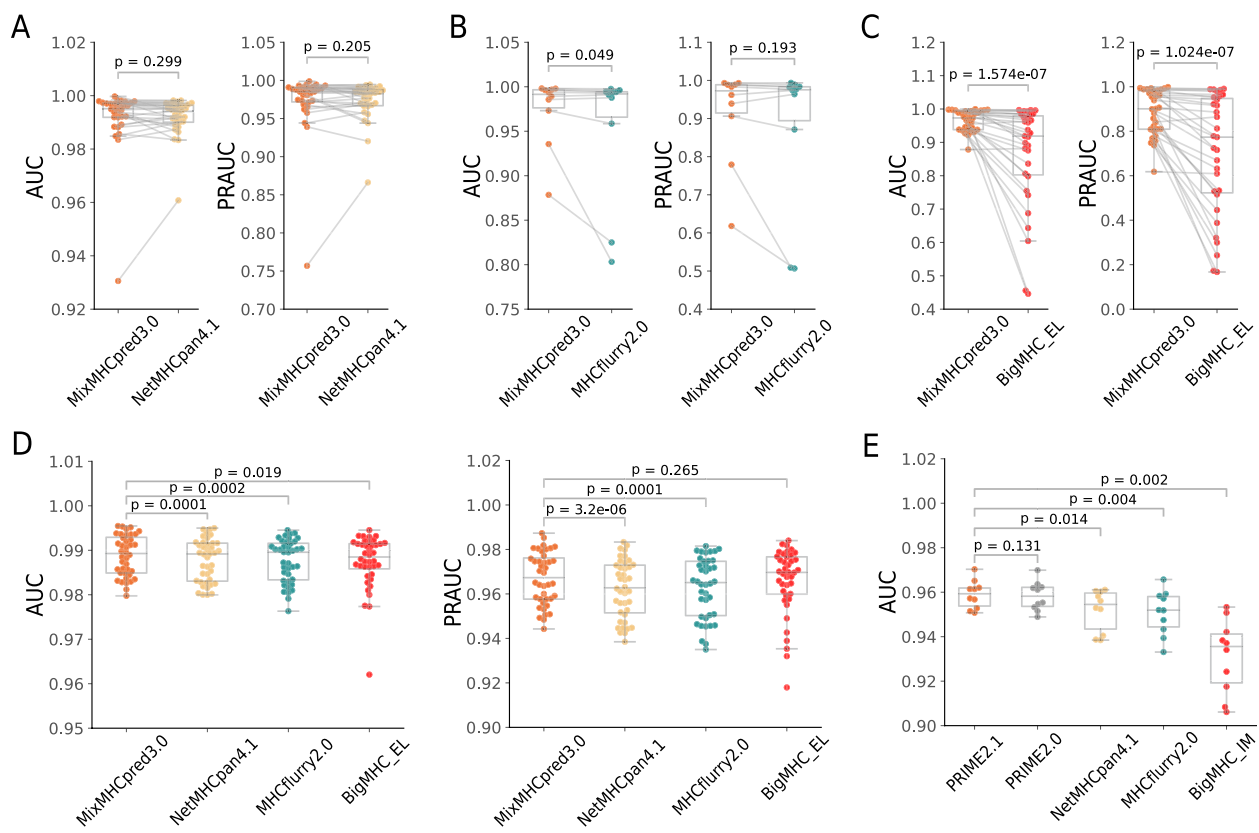 A
B
C
1.02
1.00
0.98
0.96
0.94
0.92
AUC
p = 0.299
MixMHCpred3.0
NetMHCpan4.1
1.05
1.00
0.95
0.90
0.85
0.80
0.75
0.70
PRAUC
p = 0.205
MixMHCpred3.0
NetMHCpan4.1
1.05
1.00
0.95
0.90
0.85
0.80
0.75
AUC
p = 0.049
MixMHCpred3.0
MHCflurry2.0
1.1
1.0
0.9
0.8
0.7
0.6
0.5
0.4
PRAUC
p = 0.193
MixMHCpred3.0
MHCflurry2.0
1.2
1.1
1.0
0.9
0.8
0.7
0.6
0.5
0.4
AUC
p = 1.574e-07
MixMHCpred3.0
BigMHC_EL
1.2
1.0
0.8
0.6
0.4
0.2
0.0
PRAUC
p = 1.024e-07
MixMHCpred3.0
BigMHC_EL
D
1.01
1.00
0.99
0.98
0.97
0.96
0.95
AUC
p = 0.019
p = 0.0002
p = 0.0001
MixMHCpred3.0
NetMHCpan4.1
MHCflurry2.0
BigMHC_EL
1.02
1.00
0.98
0.96
0.94
0.92
0.90
PRAUC
p = 0.265
p = 0.0001
p = 3.2e-06
MixMHCpred3.0
NetMHCpan4.1
MHCflurry2.0
BigMHC_EL
E
1.02
1.00
0.98
0.96
0.94
0.92
0.90
AUC
p = 0.002
p = 0.004
p = 0.014
p = 0.131
PRIME2.1
PRIME2.0
NetMHCpan4.1
MHCflurry2.0
BigMHC_IM